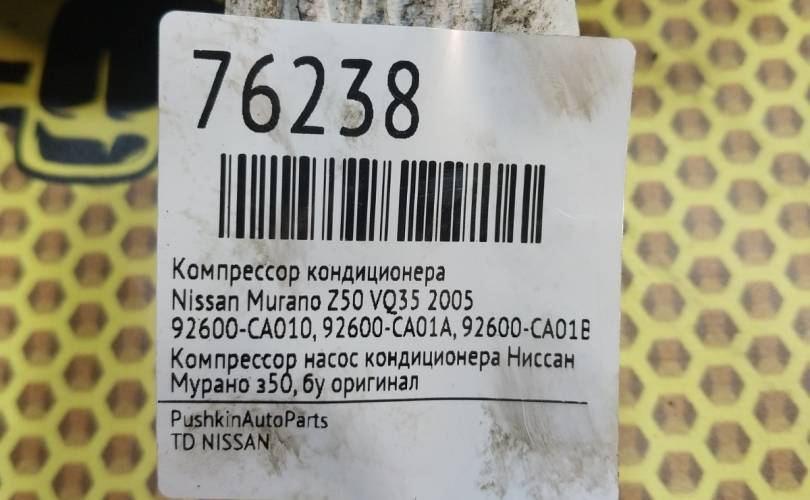 76238
Компрессор кондиционера
Nissan Murano Z50 VQ35 2005
92600-CA010, 92600-CA01A, 92600-CA01B
Компрессор насос кондиционера Ниссан
Мурано з50, бу оригинал
PushkinAutoParts
TD NISSAN